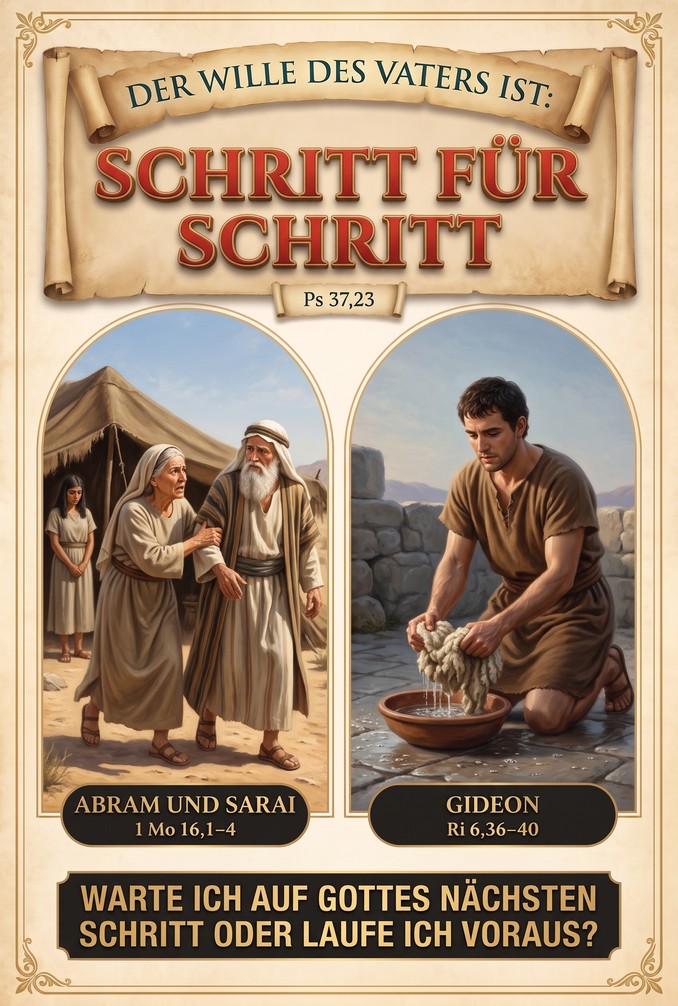 DER WILLE DES VATERS IST:
SCHRITT FÜR
SCHRITT
Ps 37,23
ABRAM UND SARAI
1 Mo 16,1–4
GIDEON
Ri 6,36–40
WARTE ICH AUF GOTTES NÄCHSTEN
SCHRITT ODER LAUFE ICH VORAUS?